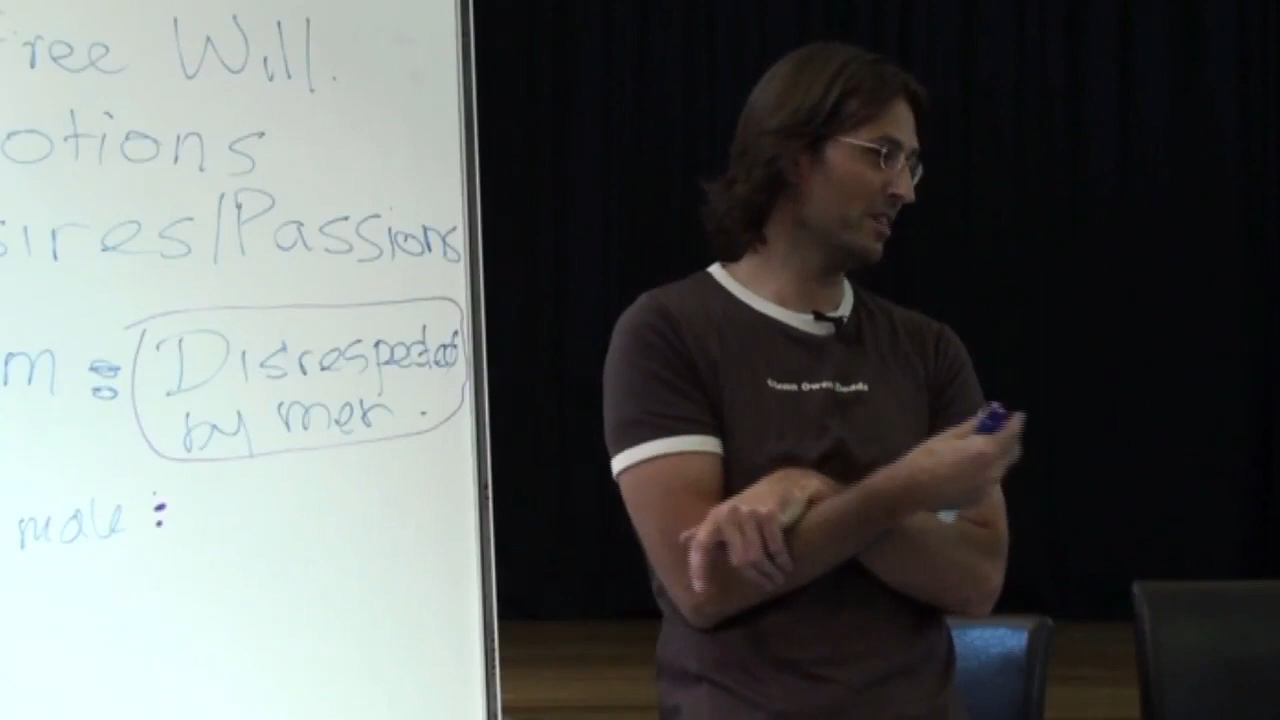 ree Will.
otions
sires/Passions
m : Disrespected
by men.
male :